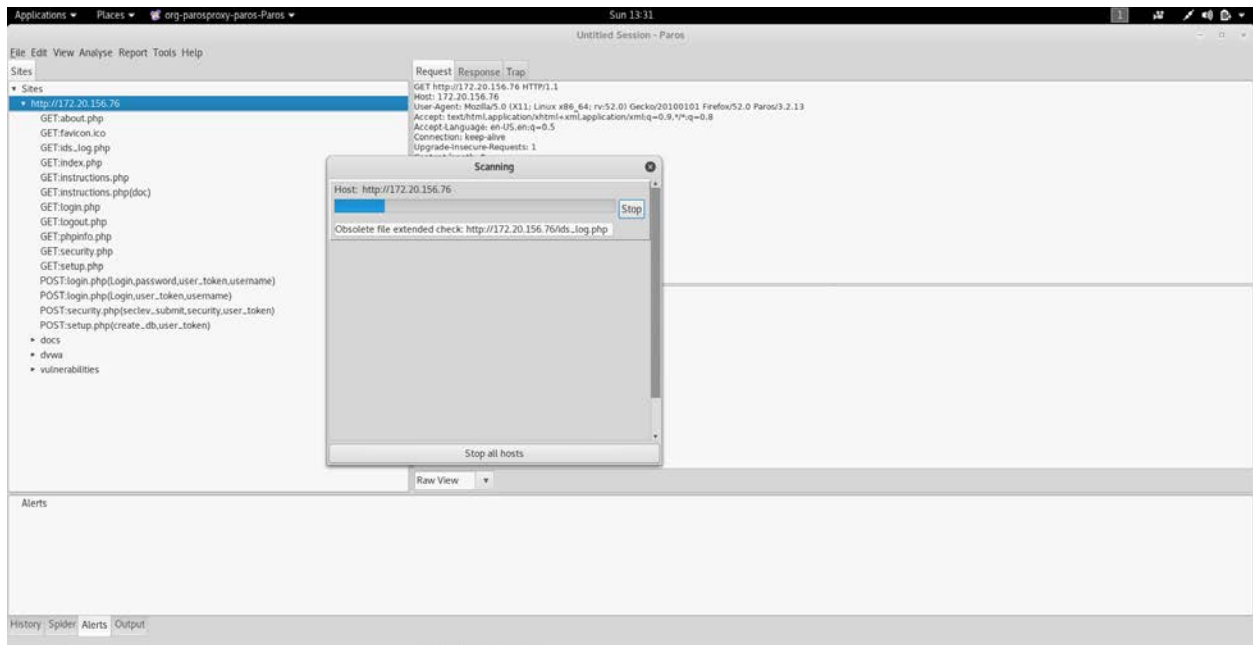 Applications Places org-parosproxy-paros-Paros Sun 13:31 1
Untitled Session - Paros
File Edit View Analyse Report Tools Help
Sites
Request Response Trap
Sites
http://172.20.156.76
GET:about.php
GET:favicon.ico
GET:ids_log.php
GET:index.php
GET:instructions.php
GET:instructions.php(doc)
GET:login.php
GET:logout.php
GET:phpinfo.php
GET:security.php
GET:setup.php
POST:login.php(Login,password,user_token,username)
POST:login.php(Login,user_token,username)
POST:security.php(seclev_submit,security,user_token)
POST:setup.php(create_db,user_token)
docs
dvwa
vulnerabilities
GET http://172.20.156.76 HTTP/1.1
Host: 172.20.156.76
User-Agent: Mozilla/5.0 (X11; Linux x86_64; rv:52.0) Gecko/20100101 Firefox/52.0 Paros/3.2.13
Accept: text/html,application/xhtml+xml,application/xml;q=0.9,*/*;q=0.8
Accept-Language: en-US,en;q=0.5
Connection: keep-alive
Upgrade-Insecure-Requests: 1
Scanning
Host: http://172.20.156.76
Stop
Obsolete file extended check: http://172.20.156.76/ids_log.php
Stop all hosts
Raw View
Alerts
History Spider Alerts Output